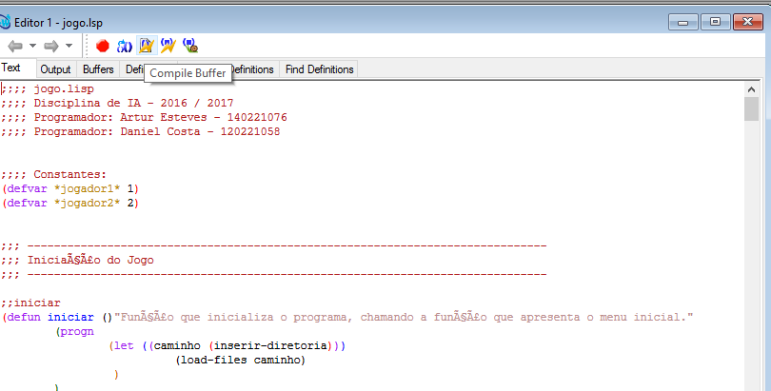 Editor 1 - jogo.lsp
Text Output Buffers Defi efinitions Find Definitions
Compile Buffer
;;;; jogo.lisp
;;;; Disciplina de IA - 2016 / 2017
;;;; Programador: Artur Esteves - 140221076
;;;; Programador: Daniel Costa - 120221058
;;;; Constantes:
(defvar *jogador1* 1)
(defvar *jogador2* 2)
;;; ------------------------------------------------------------------------------
;;; IniciaÃ§Ã£o do Jogo
;;; ------------------------------------------------------------------------------
;;iniciar
(defun iniciar ()"FunÃ§Ã£o que inicializa o programa, chamando a funÃ§Ã£o que apresenta o menu inicial."
(progn
(let ((caminho (inserir-diretoria)))
(load-files caminho)
)
)